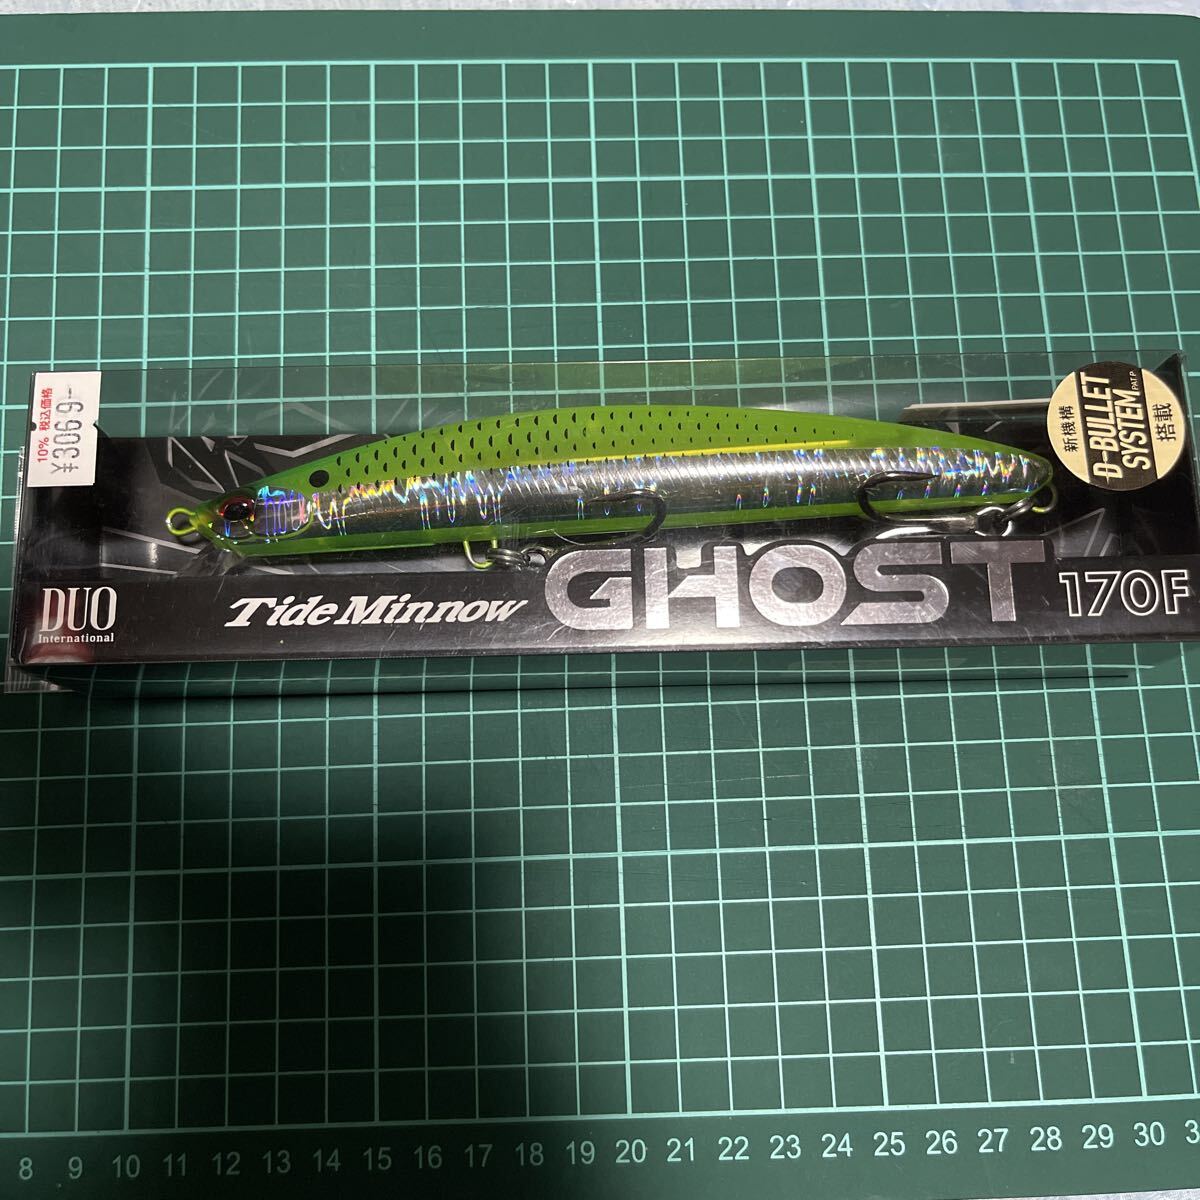 10% 税込価格
¥3069-
新機構
D-BULLET
SYSTEM
PAT.P
搭載
DUO
International
Tide Minnow GHOST 170F
8 9 10 11 12 13 14 15 16 17 18 19 20 21 22 23 24 25 26 27 28 29 30 3